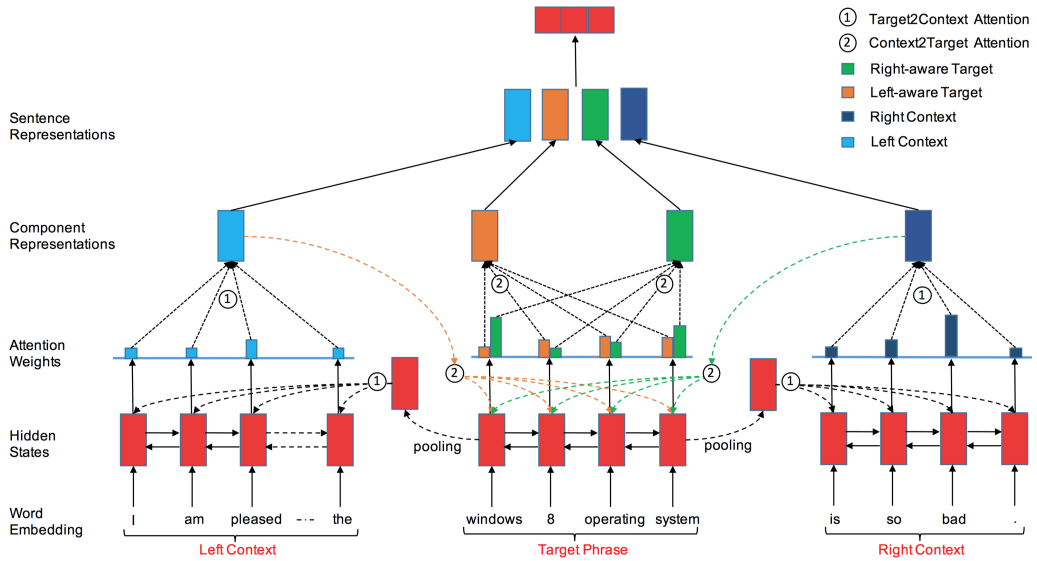 ① Target2Context Attention
② Context2Target Attention
Right-aware Target
Left-aware Target
Right Context
Left Context
Sentence
Representations
Component
Representations
② ②
① ①
Attention
Weights
① ② ② ①
Hidden
States
pooling pooling
Word
Embedding
I am pleased the windows 8 operating system is so bad .
Left Context Target Phrase Right Context